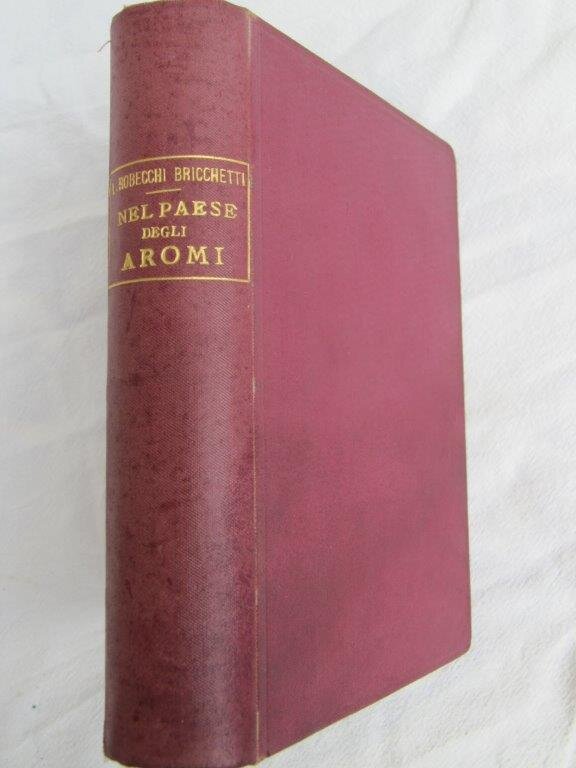 L. ROBECCHI BRICCHETTI
NEL PAESE
DEGLI
AROMI